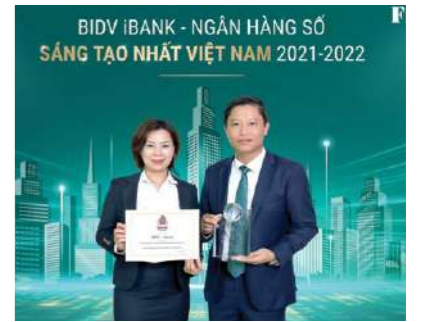 BIDV iBANK - NGÂN HÀNG SỐ
SÁNG TẠO NHẤT VIỆT NAM 2021-2022
F